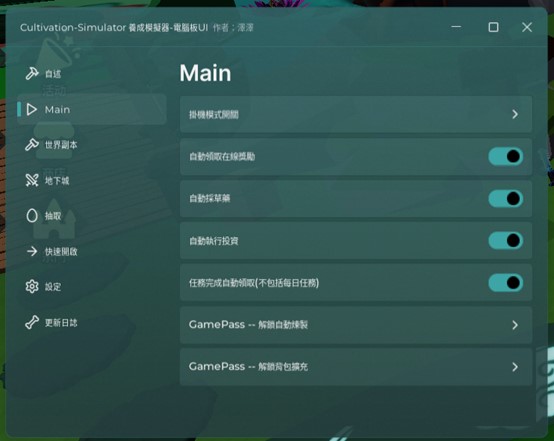 Cultivation-Simulator 養成模擬器-電腦板UI 作者：澤澤
自述
Main
世界副本
地下城
抽取
快速開啟
設定
更新日誌
Main
掛機模式開關
自動領取在線獎勵
自動採草藥
自動執行投資
任務完成自動領取(不包括每日任務)
GamePass -- 解鎖自動煉製
GamePass -- 解鎖背包擴充